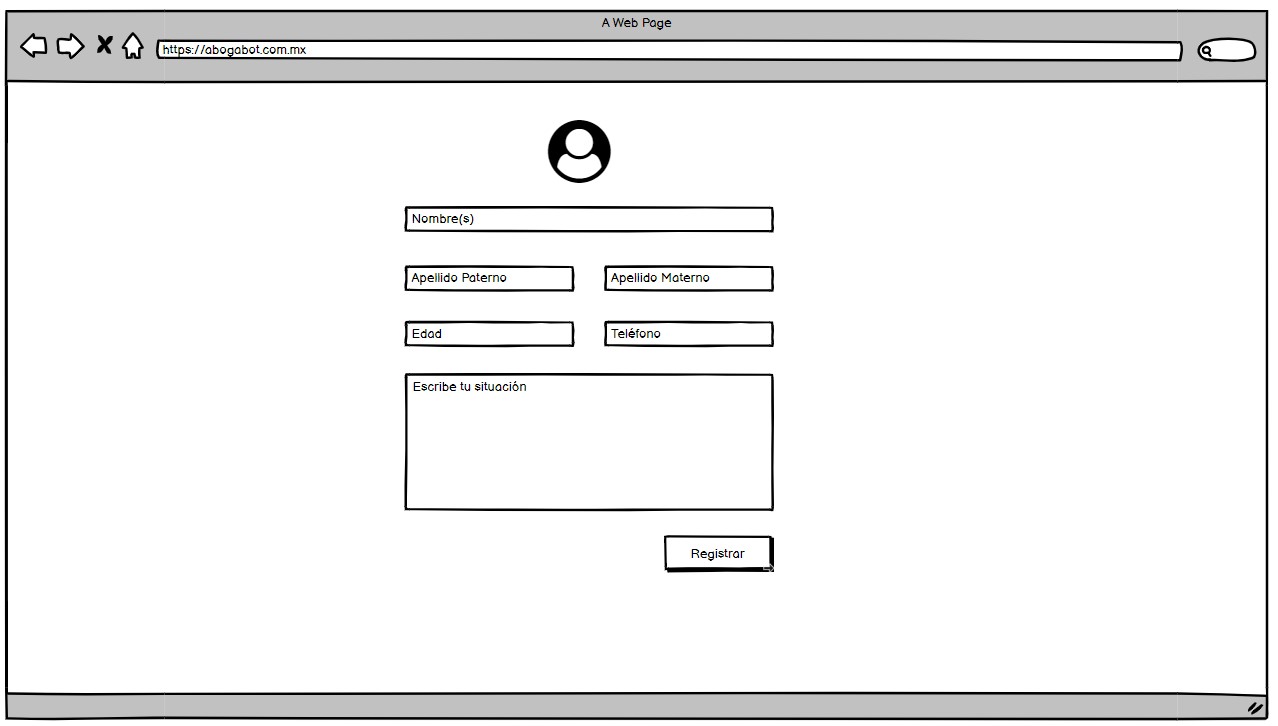 A Web Page
https://abogabot.com.mx
Nombre(s)
Apellido Paterno
Apellido Materno
Edad
Teléfono
Escribe tu situación
Registrar